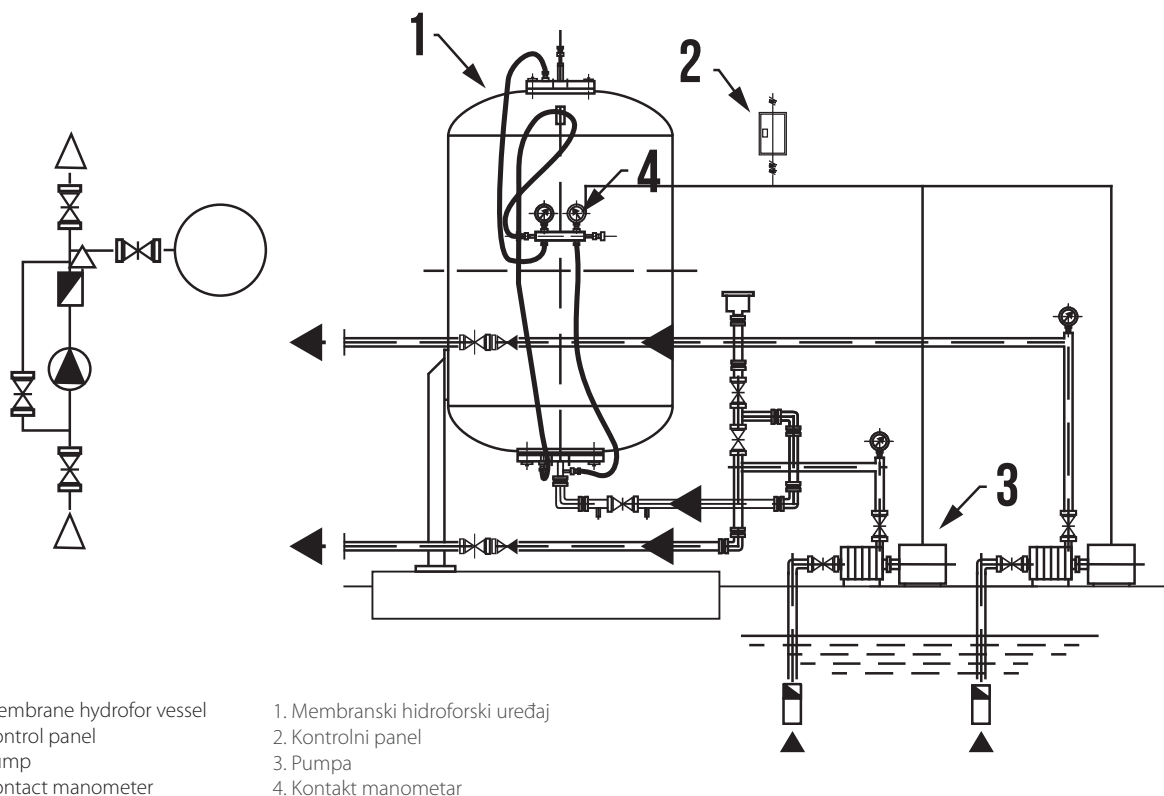 1
2
4
3
embrane hydrofor vessel
ontrol panel
ump
ontact manometer
1. Membranski hidroforski uređaj
2. Kontrolni panel
3. Pumpa
4. Kontakt manometar